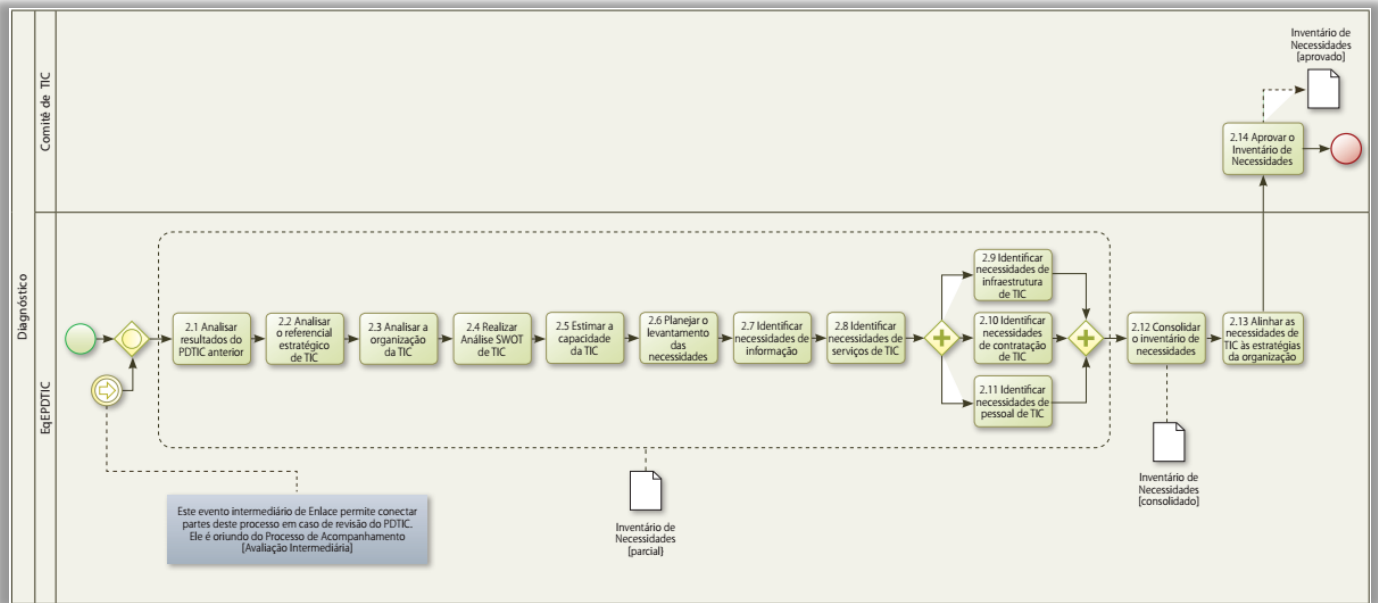 Diagnóstico
Comitê de TIC
EqEPDTIC
Inventário de
Necessidades
[aprovado]
2.14 Aprovar o
Inventário de
Necessidades
2.1 Analisar
resultados do
PDTIC anterior
2.2 Analisar
o referencial
estratégico
de TIC
2.3 Analisar a
organização
da TIC
2.4 Realizar
Análise SWOT
de TIC
2.5 Estimar a
capacidade
da TIC
2.6 Planejar o
levantamento
das
necessidades
2.7 Identificar
necessidades de
informação
2.8 Identificar
necessidades de
serviços de TIC
2.9 Identificar
necessidades de
infraestrutura
de TIC
2.10 Identificar
necessidades
de contratação
de TIC
2.11 Identificar
necessidades de
pessoal de TIC
2.12 Consolidar
o inventário de
necessidades
2.13 Alinhar as
necessidades de
TIC às estratégias
da organização
Este evento intermediário de Enlace permite conectar
partes deste processo em caso de revisão do PDTIC.
Ele é oriundo do Processo de Acompanhamento
[Avaliação Intermediária]
Inventário de
Necessidades
[parcial}
Inventário de
Necessidades
[consolidado]